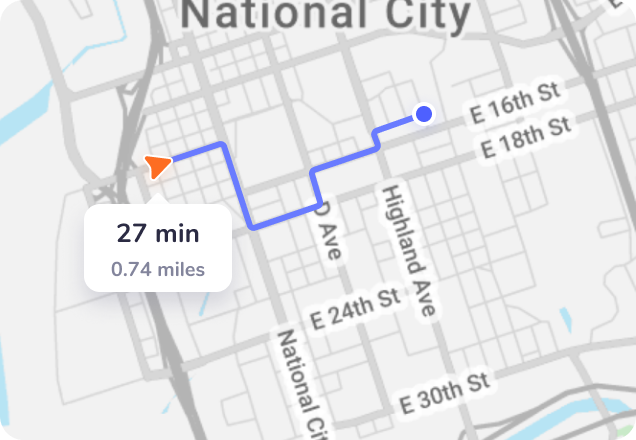 National City
E 16th St
E 18th St
27 min
0.74 miles
D Ave
Highland Ave
E 24th St
National Cit
E 30th St